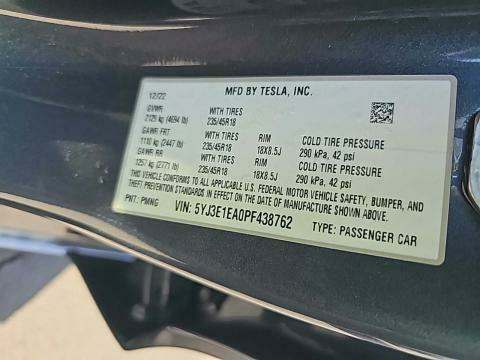 MFD BY TESLA, INC.
12/22
GVWR
2129 kg (4694 lb) WITH TIRES 235/45R18
GAWR FRT
1110 kg (2447 lb) WITH TIRES 235/45R18 RIM 18X8.5J COLD TIRE PRESSURE 290 kPa, 42 psi
GAWR RR
1257 kg (2771 lb) WITH TIRES 235/45R18 RIM 18X8.5J COLD TIRE PRESSURE 290 kPa, 42 psi
THIS VEHICLE CONFORMS TO ALL APPLICABLE U.S. FEDERAL MOTOR VEHICLE SAFETY, BUMPER, AND
THEFT PREVENTION STANDARDS IN EFFECT ON THE DATE OF MANUFACTURE SHOWN ABOVE.
PNT: PMNG VIN: 5YJ3E1EA0PF438762 TYPE: PASSENGER CAR